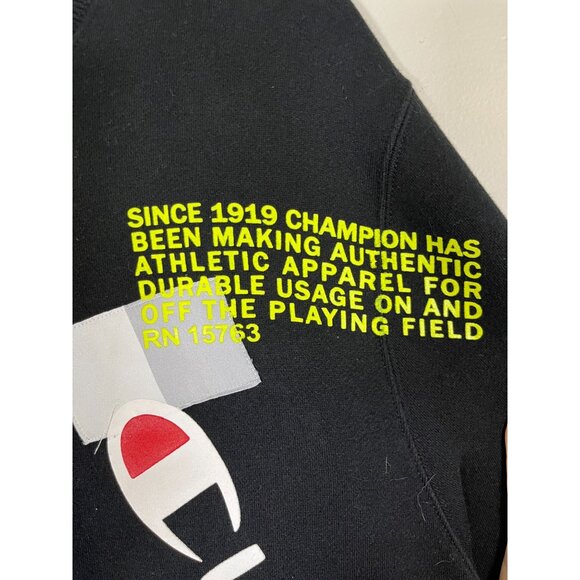 SINCE 1919 CHAMPION HAS
BEEN MAKING AUTHENTIC
ATHLETIC APPAREL FOR
DURABLE USAGE ON AND
OFF THE PLAYING FIELD
RN 15763